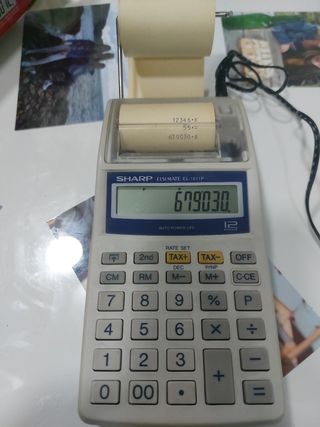 12346·×
55·=
679030·*
SHARP ELSIMATE EL-1611P
679030.
AUTO POWER OFF 12
RATE SET
2nd TAX+ TAX- OFF
DEC P/NP
CM RM M- M+ C·CE
7 8 9 % P
4 5 6 × ÷
1 2 3 + −
0 00 · =